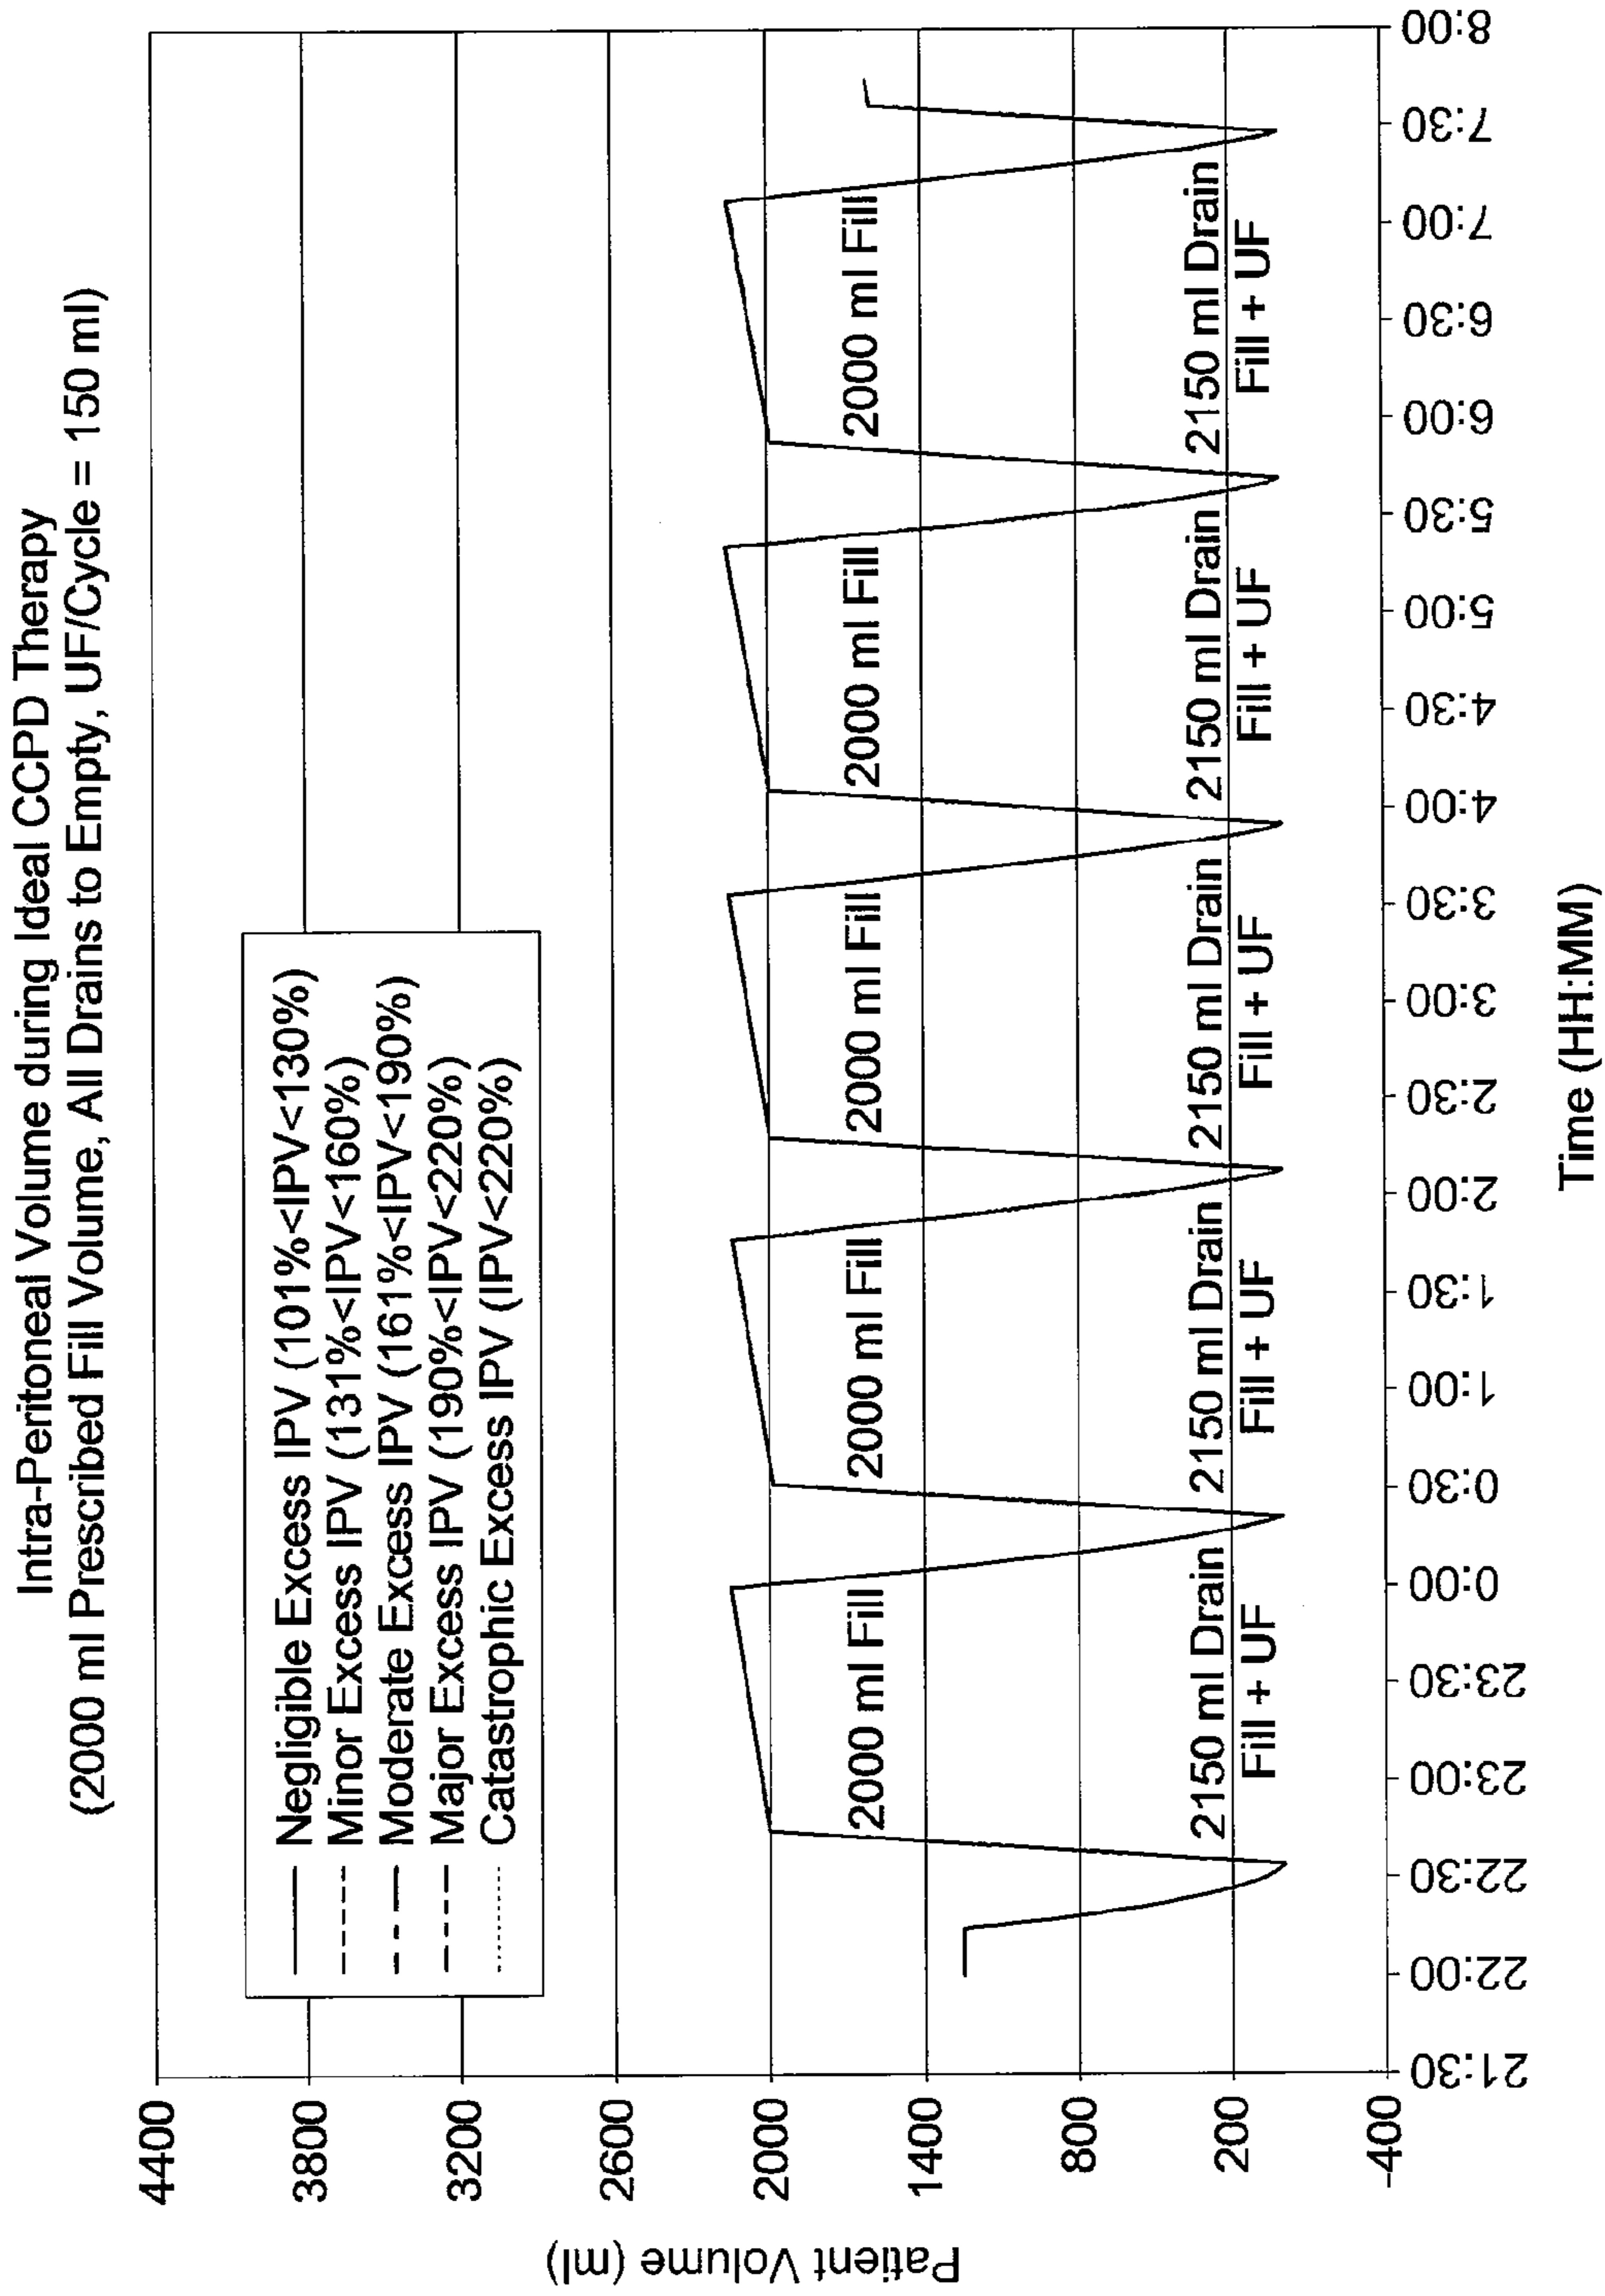 Intra-Peritoneal Volume during Ideal CCPD Therapy
(2000 ml Prescribed Fill Volume, All Drains to Empty, UF/Cycle = 150 ml)
Negligible Excess IPV (101%<IPV<130%)
Minor Excess IPV (131%<IPV<160%)
Moderate Excess IPV (161%<IPV<190%)
Major Excess IPV (190%<IPV<220%)
Catastrophic Excess IPV (IPV<220%)
Patient Volume (ml)
4400
3800
3200
2600
2000
1400
800
200
-400
2000 ml Fill
2000 ml Fill
2000 ml Fill
2000 ml Fill
2000 ml Fill
2150 ml Drain
Fill + UF
2150 ml Drain
Fill + UF
2150 ml Drain
Fill + UF
2150 ml Drain
Fill + UF
2150 ml Drain
Fill + UF
21:30
22:00
22:30
23:00
23:30
0:00
0:30
1:00
1:30
2:00
2:30
3:00
3:30
4:00
4:30
5:00
5:30
6:00
6:30
7:00
7:30
8:00
Time (HH:MM)